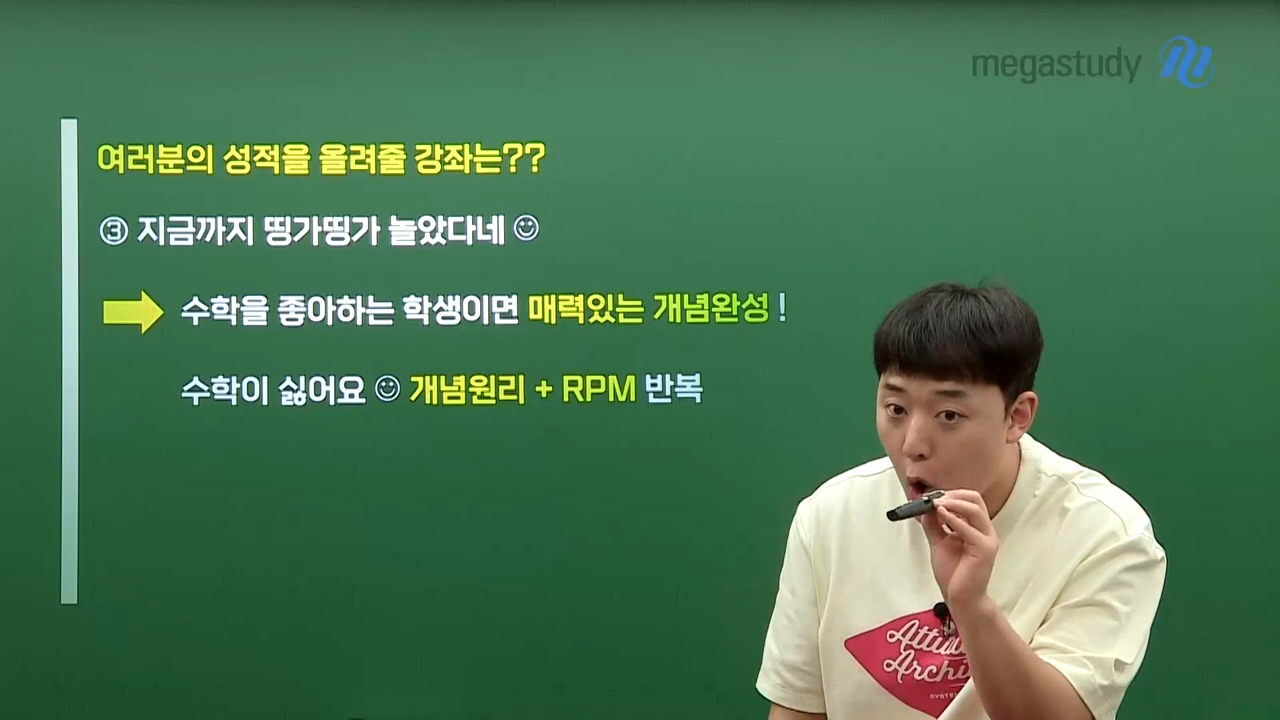 megastudy
여러분의 성적을 올려줄 강좌는??
③ 지금까지 띵가띵가 놀았다네 ☺
수학을 좋아하는 학생이면 매력있는 개념완성 !
수학이 싫어요 ☺ 개념원리 + RPM 반복